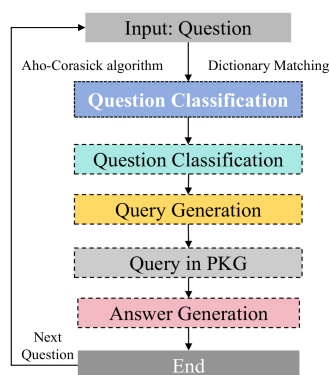 Input: Question
Aho-Corasick algorithm
Dictionary Matching
Question Classification
Question Classification
Query Generation
Query in PKG
Answer Generation
Next
Question
End